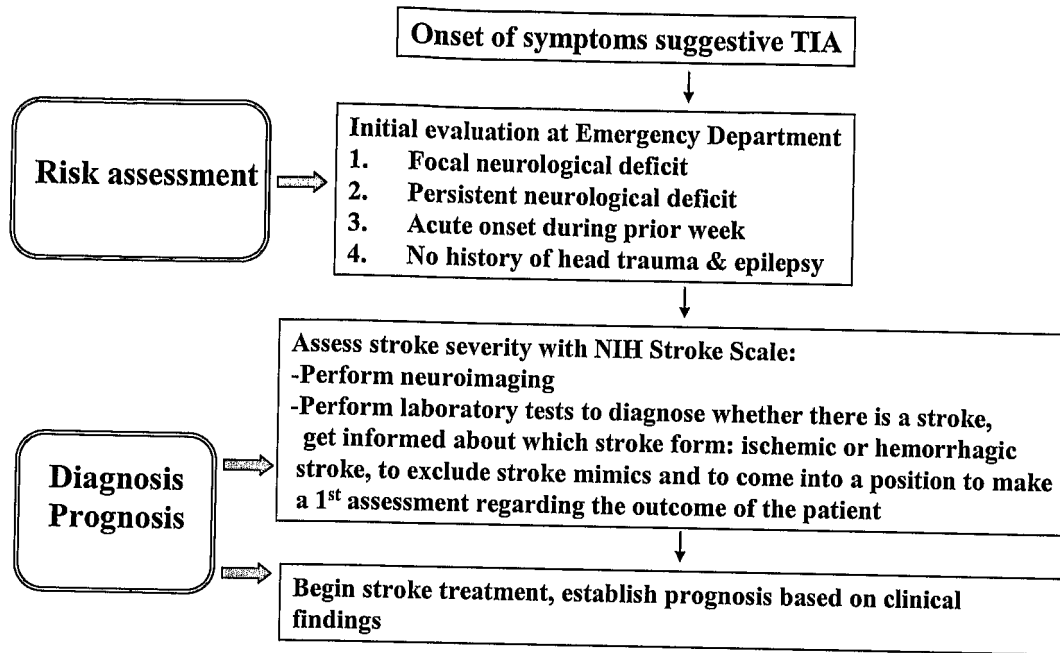 Onset of symptoms suggestive TIA
Risk assessment
Initial evaluation at Emergency Department
1. Focal neurological deficit
2. Persistent neurological deficit
3. Acute onset during prior week
4. No history of head trauma & epilepsy
Diagnosis
Prognosis
Assess stroke severity with NIH Stroke Scale:
-Perform neuroimaging
-Perform laboratory tests to diagnose whether there is a stroke,
get informed about which stroke form: ischemic or hemorrhagic
stroke, to exclude stroke mimics and to come into a position to make
a 1st assessment regarding the outcome of the patient
Begin stroke treatment, establish prognosis based on clinical
findings